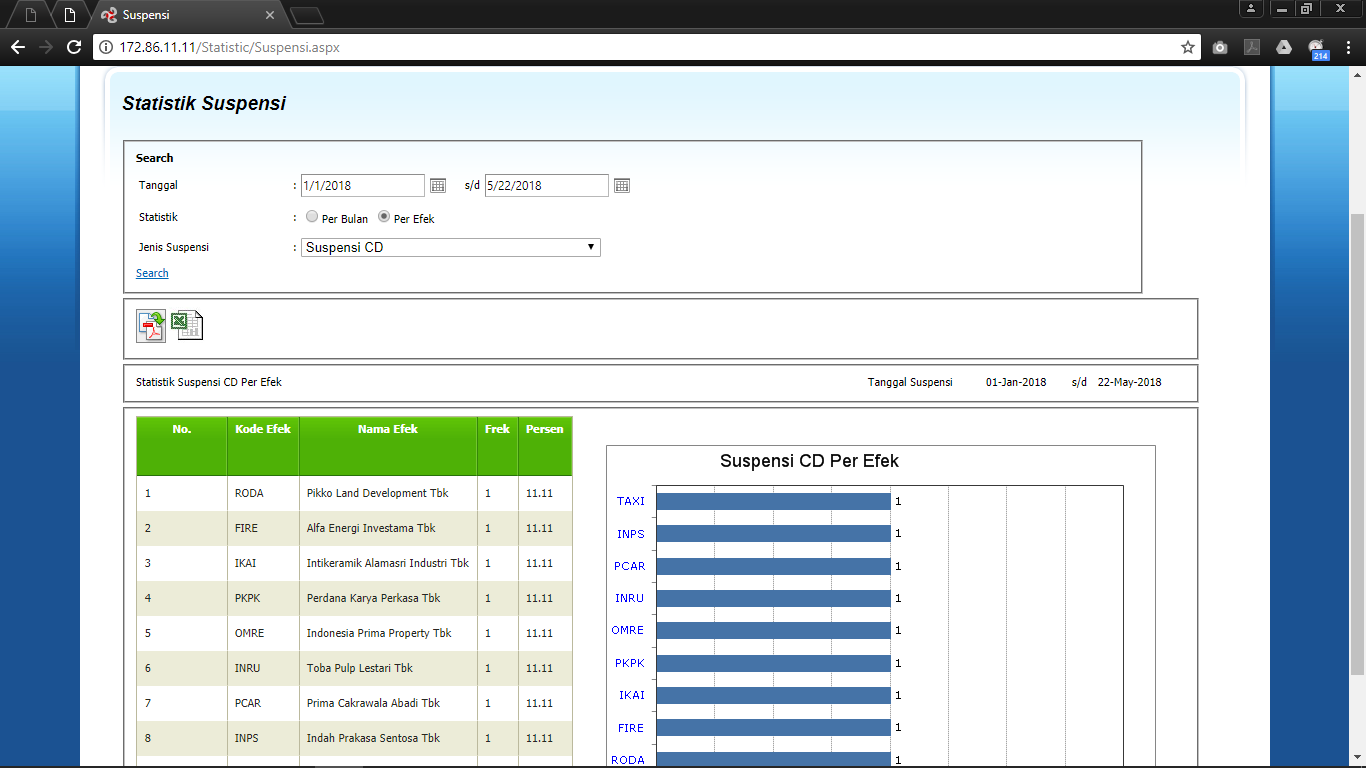 Suspensi
172.86.11.11/Statistic/Suspensi.aspx
214
Statistik Suspensi
Search
Tanggal : 1/1/2018 s/d 5/22/2018
Statistik : Per Bulan Per Efek
Jenis Suspensi : Suspensi CD
Search
Statistik Suspensi CD Per Efek Tanggal Suspensi 01-Jan-2018 s/d 22-May-2018
No. Kode Efek Nama Efek Frek Persen
1 RODA Pikko Land Development Tbk 1 11.11
2 FIRE Alfa Energi Investama Tbk 1 11.11
3 IKAI Intikeramik Alamasri Industri Tbk 1 11.11
4 PKPK Perdana Karya Perkasa Tbk 1 11.11
5 OMRE Indonesia Prima Property Tbk 1 11.11
6 INRU Toba Pulp Lestari Tbk 1 11.11
7 PCAR Prima Cakrawala Abadi Tbk 1 11.11
8 INPS Indah Prakasa Sentosa Tbk 1 11.11
Suspensi CD Per Efek
TAXI 1
INPS 1
PCAR 1
INRU 1
OMRE 1
PKPK 1
IKAI 1
FIRE 1
RODA 1